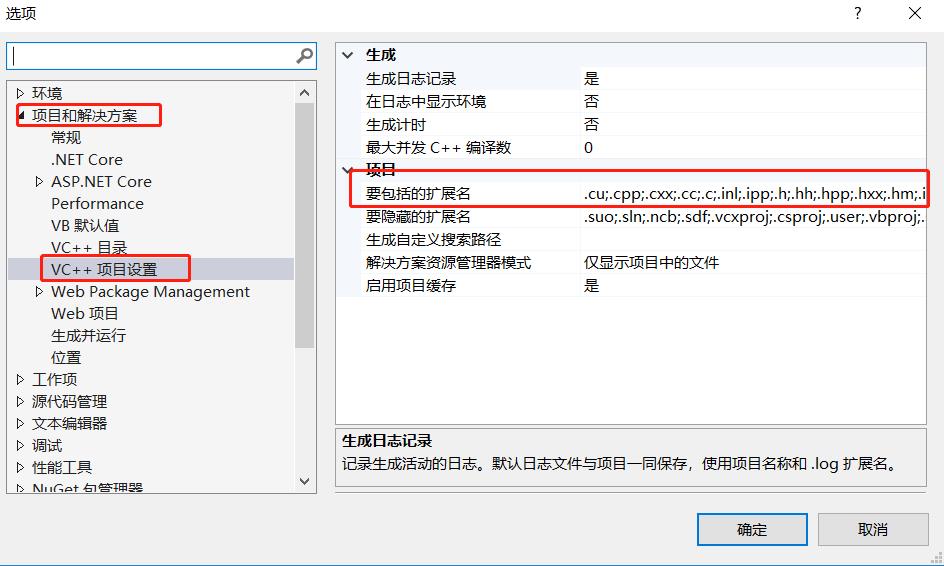 选项
环境
项目和解决方案
常规
.NET Core
ASP.NET Core
Performance
VB 默认值
VC++ 目录
VC++ 项目设置
Web Package Management
Web 项目
生成并运行
位置
工作项
源代码管理
文本编辑器
调试
性能工具
NuGet 包管理器
生成
生成日志记录 是
在日志中显示环境 否
生成计时 否
最大并发 C++ 编译数 0
项目
要包括的扩展名 .cu;.cpp;.cxx;.cc;.c;.inl;.ipp;.h;.hh;.hpp;.hxx;.hm;.i
要隐藏的扩展名 .suo;.sln;.ncb;.sdf;.vcxproj;.csproj;.user;.vbproj;.
生成自定义搜索路径
解决方案资源管理器模式 仅显示项目中的文件
启用项目缓存 是
生成日志记录
记录生成活动的日志。默认日志文件与项目一同保存，使用项目名称和 .log 扩展名。
确定
取消